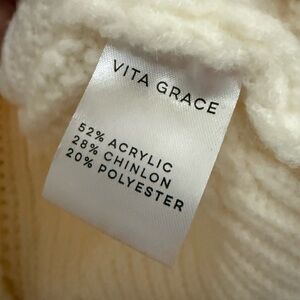 VITA GRACE
52% ACRYLIC
28% CHINLON
20% POLYESTER